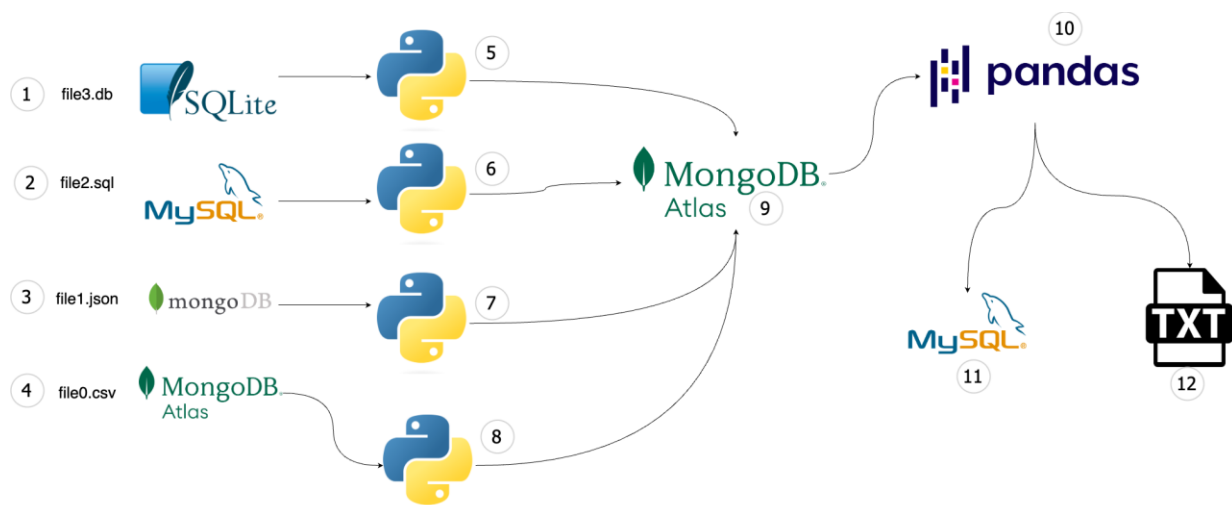 1 file3.db SQLite 5
2 file2.sql MySQL® 6
3 file1.json mongoDB 7
4 file0.csv MongoDB®
Atlas
8
MongoDB®
Atlas 9
10
pandas
MySQL®
11
TXT
12